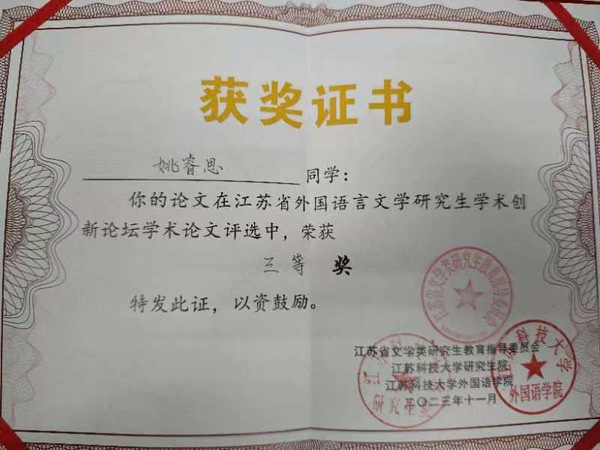 获奖证书
姚睿思 同学：
你的论文在江苏省外国语言文学研究生学术创
新论坛学术论文评选中，荣获
三等 奖
特发此证，以资鼓励。
江苏省文学类研究生教育指导委员会
江苏科技大学研究生院
江苏科技大学外国语学院
二〇二三年十一月
外国语学院